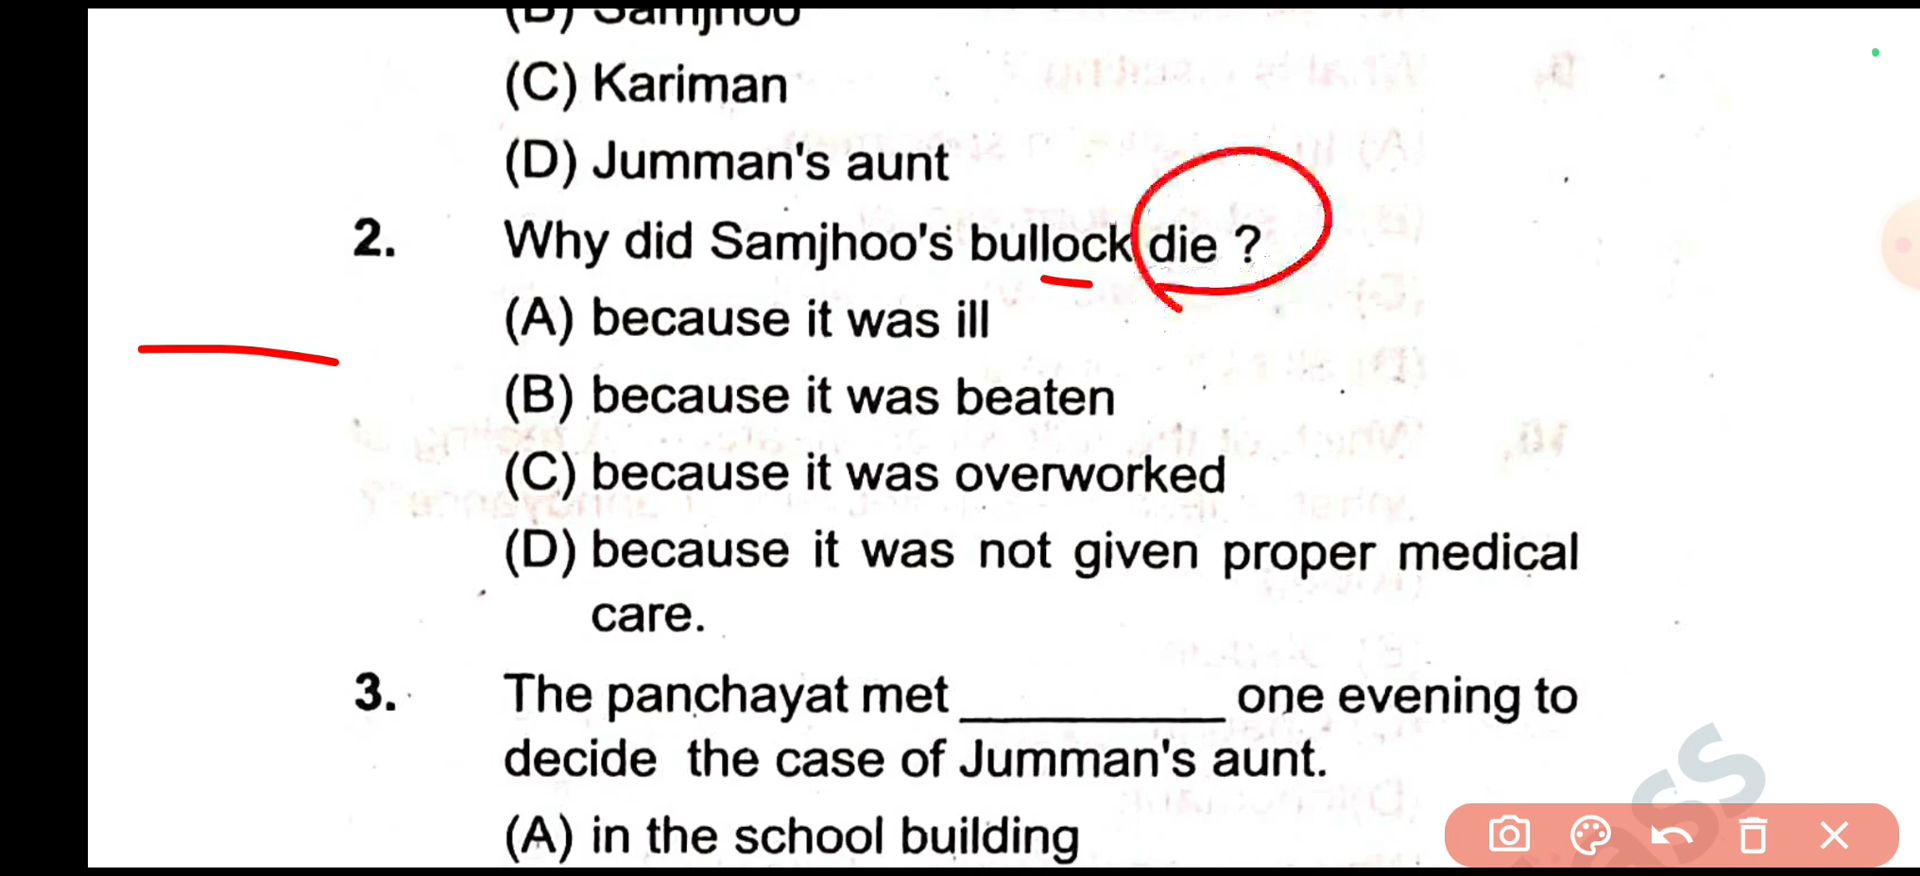 (B) Samjhoo
(C) Kariman
(D) Jumman's aunt
2. Why did Samjhoo's bullock die ?
(A) because it was ill
(B) because it was beaten
(C) because it was overworked
(D) because it was not given proper medical
care.
3. The panchayat met __________ one evening to
decide the case of Jumman's aunt.
(A) in the school building